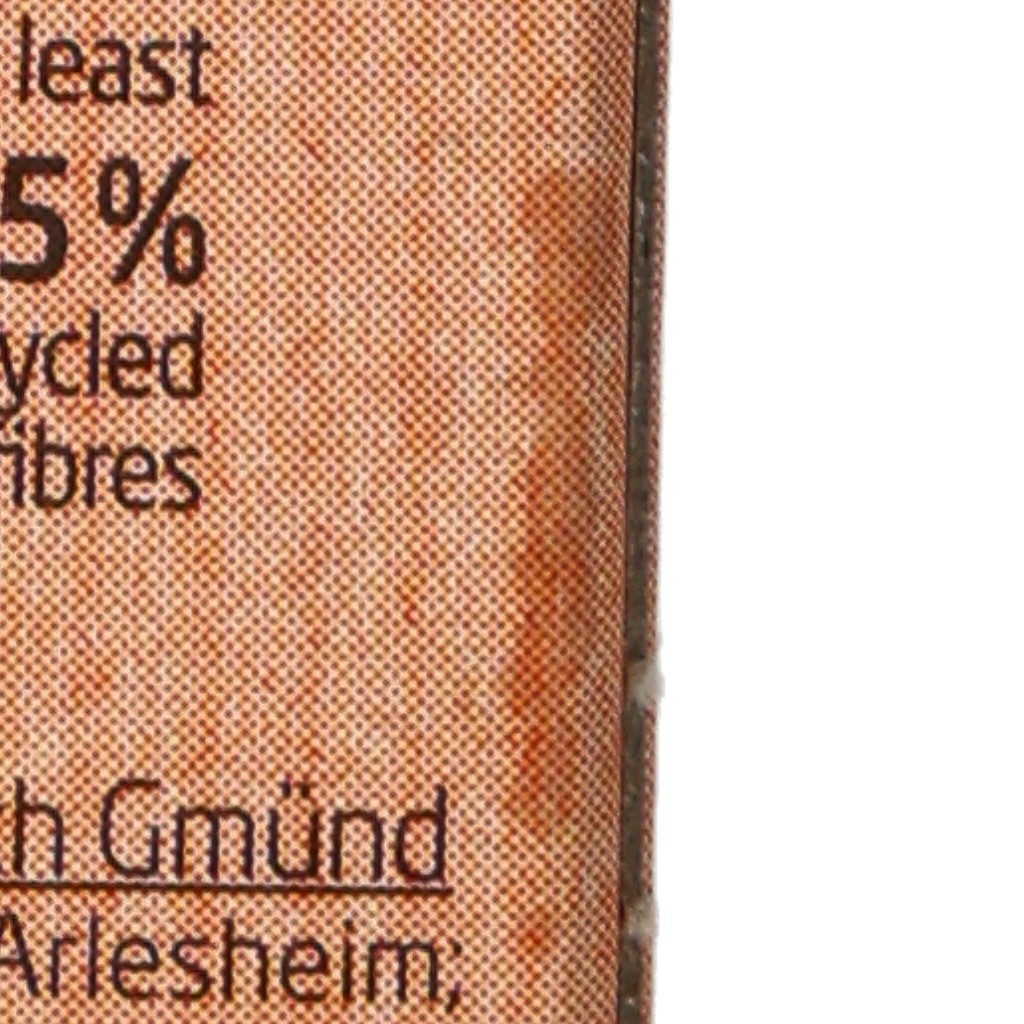 least
5%
ycled
ibres
h Gmünd
Arlesheim;